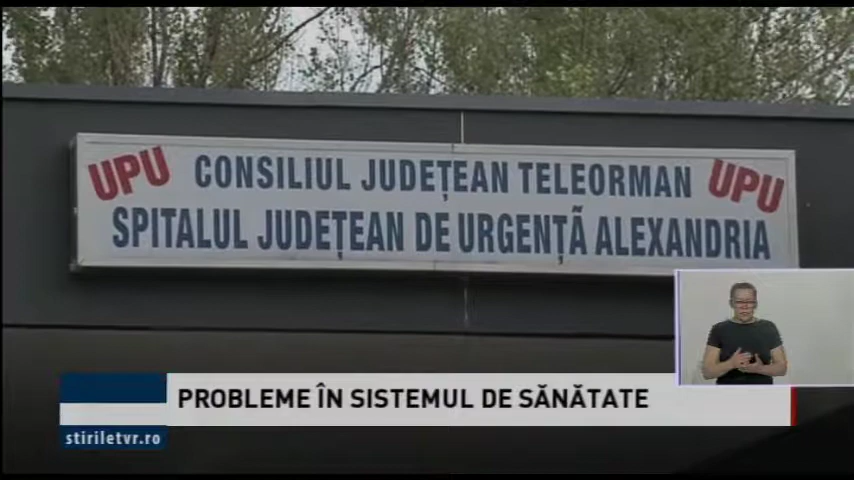 UPU CONSILIUL JUDEȚEAN TELEORMAN UPU
SPITALUL JUDEȚEAN DE URGENȚĂ ALEXANDRIA
PROBLEME ÎN SISTEMUL DE SĂNĂTATE
stiriletvr.ro